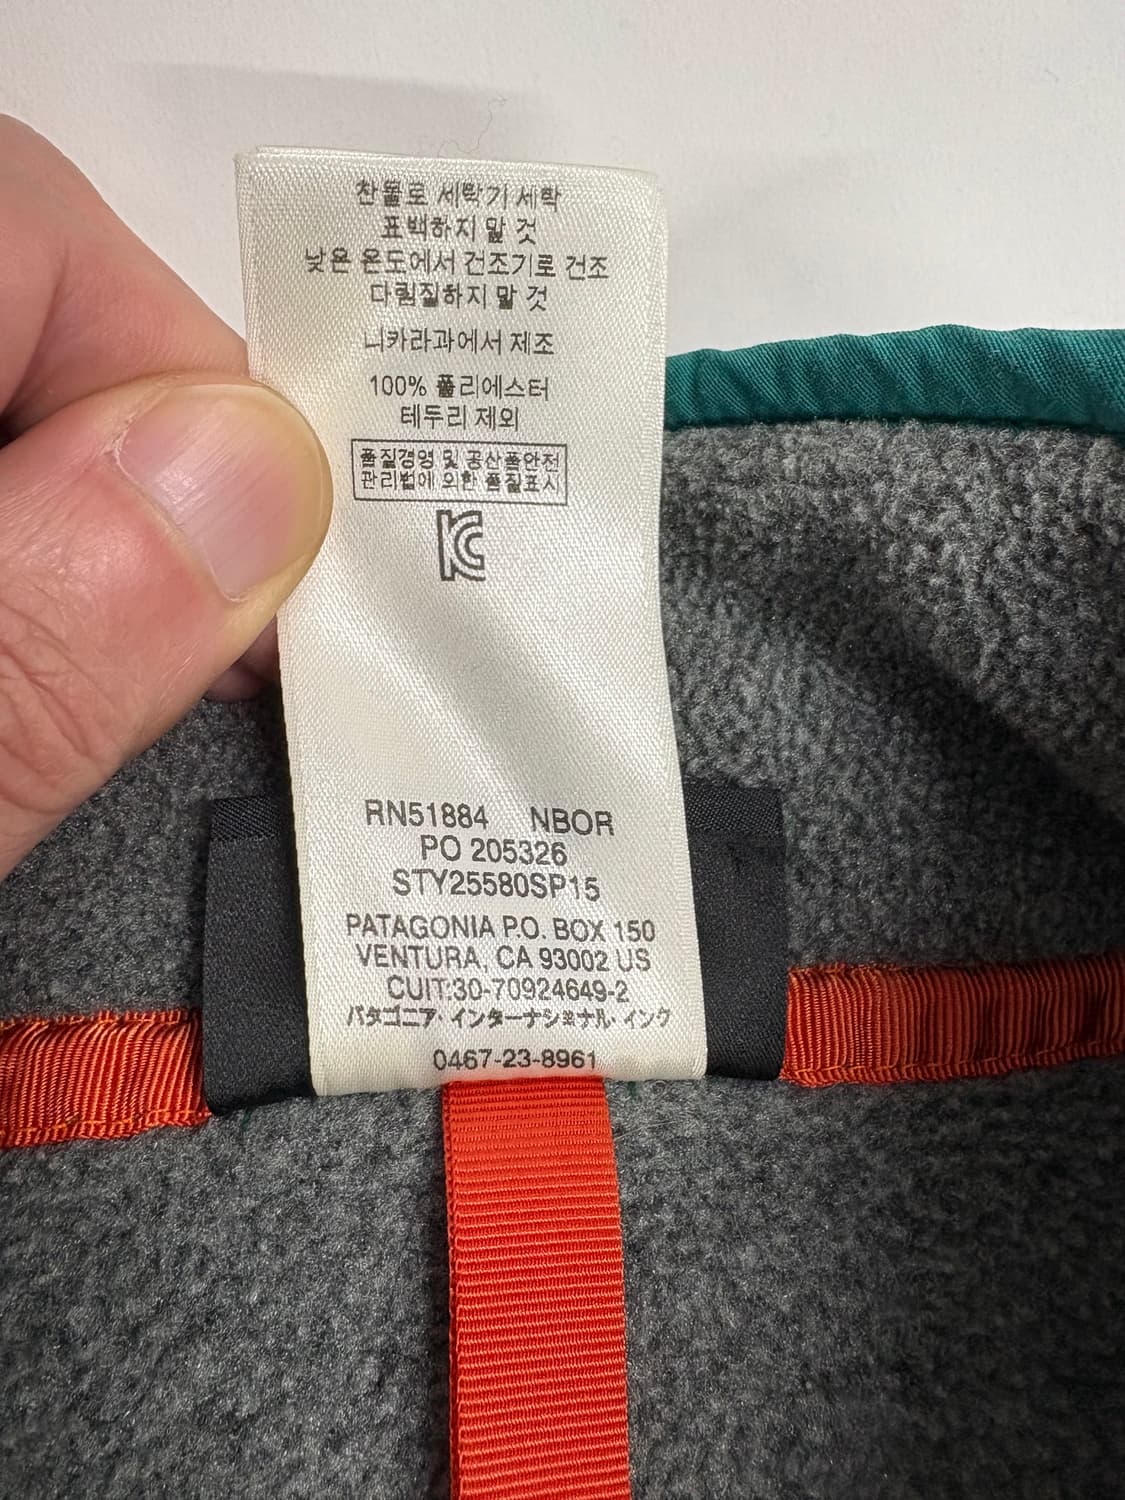 찬물로 세탁기 세탁
표백하지 말 것
낮은 온도에서 건조기로 건조
다림질하지 말 것
니카라과에서 제조
100% 폴리에스터
테두리 제외
품질경영 및 공산품안전
관리법에 의한 품질표시
KC
RN51884 NBOR
PO 205326
STY25580SP15
PATAGONIA P.O. BOX 150
VENTURA, CA 93002 US
CUIT:30-70924649-2
パタゴニア・インターナショナル・インク
0467-23-8961